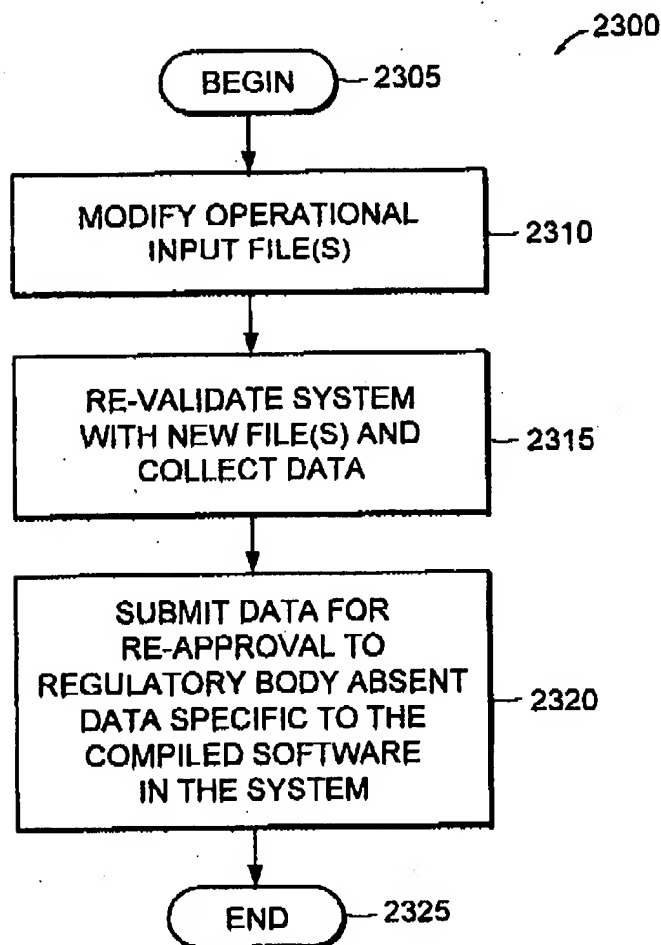 2300
BEGIN 2305
MODIFY OPERATIONAL
INPUT FILE(S) 2310
RE-VALIDATE SYSTEM
WITH NEW FILE(S) AND 2315
COLLECT DATA
SUBMIT DATA FOR
RE-APPROVAL TO
REGULATORY BODY ABSENT
DATA SPECIFIC TO THE 2320
COMPILED SOFTWARE
IN THE SYSTEM
END 2325